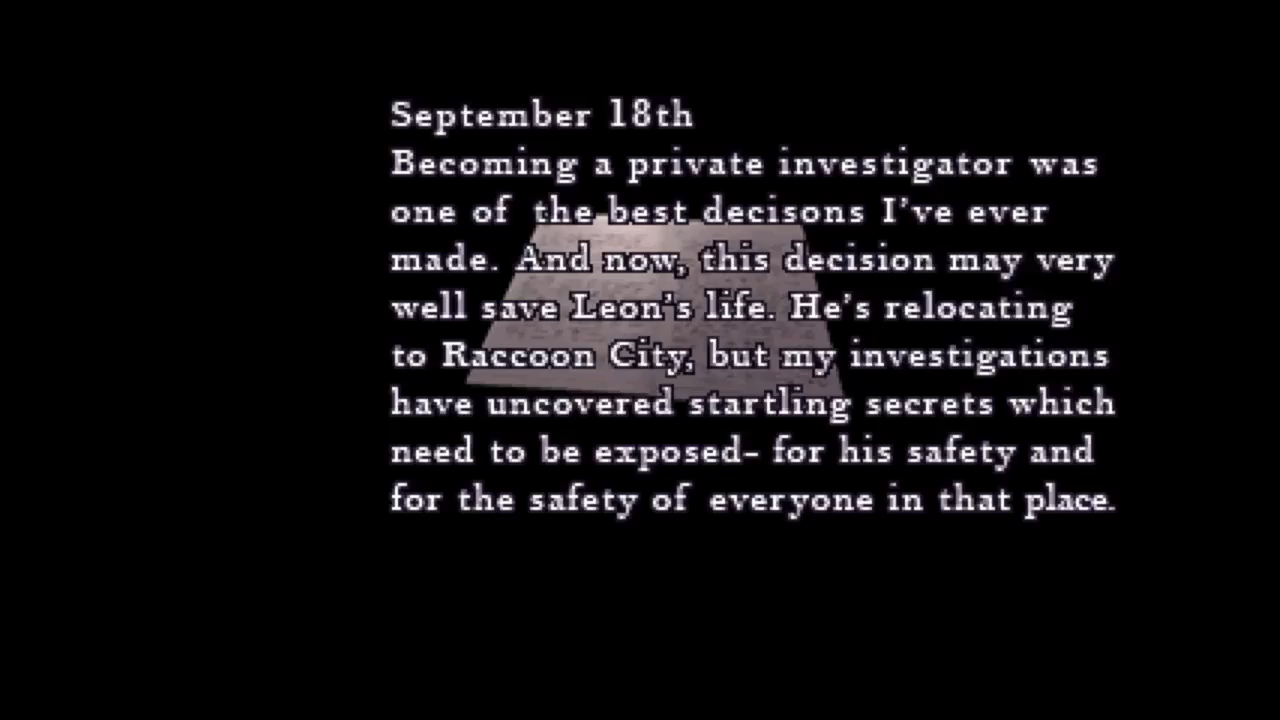 September 18th
Becoming a private investigator was
one of the best decisons I've ever
made. And now, this decision may very
well save Leon's life. He's relocating
to Raccoon City, but my investigations
have uncovered startling secrets which
need to be exposed- for his safety and
for the safety of everyone in that place.